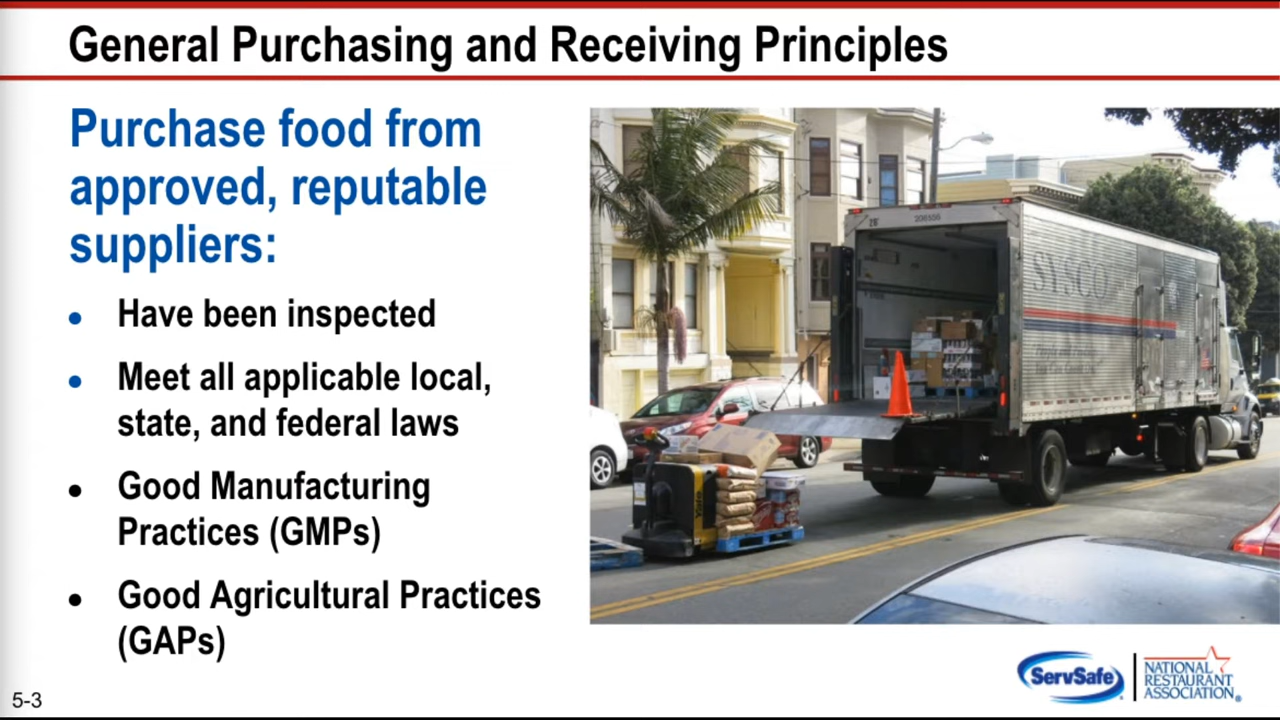 General Purchasing and Receiving Principles
Purchase food from
approved, reputable
suppliers:
• Have been inspected
• Meet all applicable local,
state, and federal laws
• Good Manufacturing
Practices (GMPs)
• Good Agricultural Practices
(GAPs)
SYSCO
5-3
ServSafe
NATIONAL
RESTAURANT
ASSOCIATION®